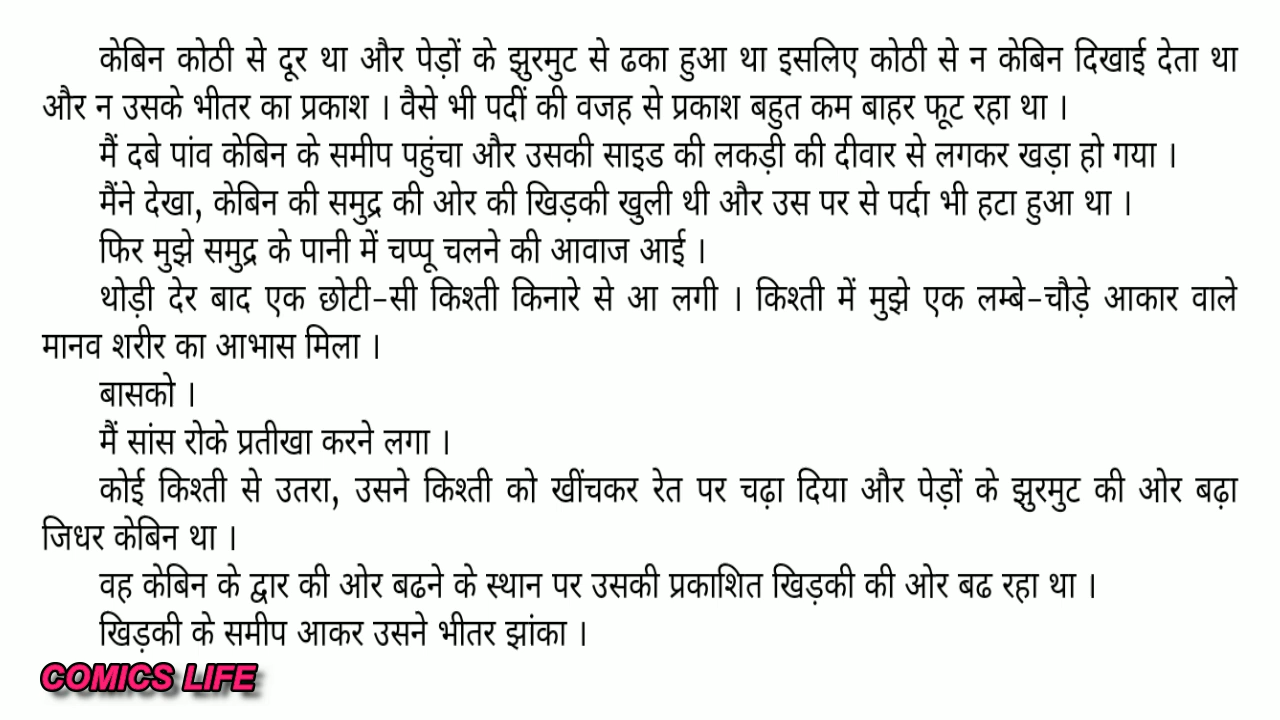 केबिन कोठी से दूर था और पेड़ों के झुरमुट से ढका हुआ था इसलिए कोठी से न केबिन दिखाई देता था
और न उसके भीतर का प्रकाश । वैसे भी पर्दी की वजह से प्रकाश बहुत कम बाहर फूट रहा था ।
मैं दबे पांव केबिन के समीप पहुंचा और उसकी साइड की लकड़ी की दीवार से लगकर खड़ा हो गया ।
मैंने देखा, केबिन की समुद्र की ओर की खिड़की खुली थी और उस पर से पर्दा भी हटा हुआ था ।
फिर मुझे समुद्र के पानी में चप्पू चलने की आवाज आई ।
थोड़ी देर बाद एक छोटी-सी किश्ती किनारे से आ लगी । किश्ती में मुझे एक लम्बे-चौड़े आकार वाले
मानव शरीर का आभास मिला ।
बासको ।
मैं सांस रोके प्रतीखा करने लगा ।
कोई किश्ती से उतरा, उसने किश्ती को खींचकर रेत पर चढ़ा दिया और पेड़ों के झुरमुट की ओर बढ़ा
जिधर केबिन था ।
वह केबिन के द्वार की ओर बढने के स्थान पर उसकी प्रकाशित खिड़की की ओर बढ रहा था ।
खिड़की के समीप आकर उसने भीतर झांका ।
COMICS LIFE